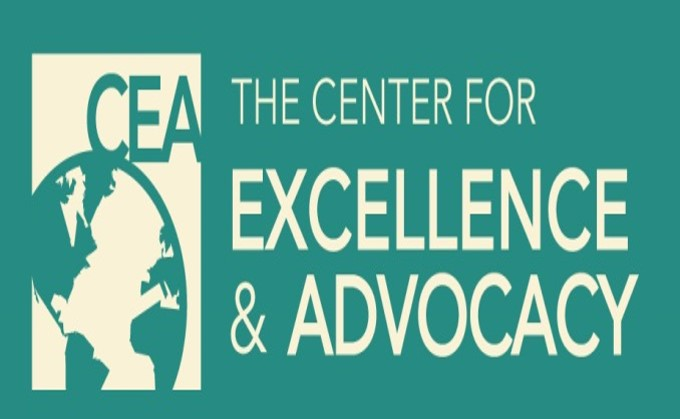 CEA
THE CENTER FOR
EXCELLENCE
& ADVOCACY